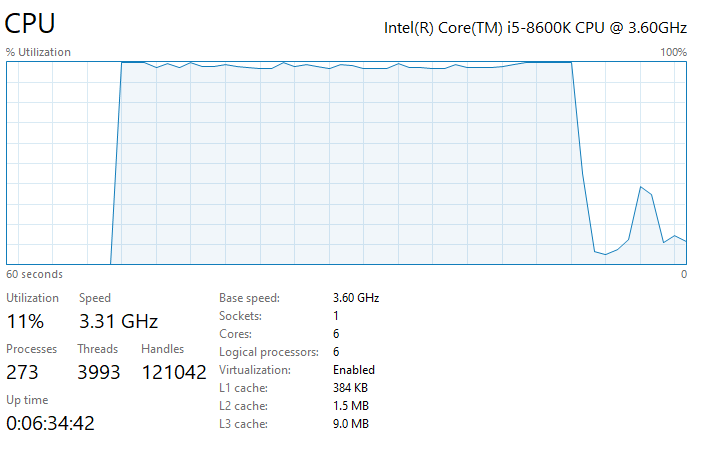 CPU
Intel(R) Core(TM) i5-8600K CPU @ 3.60GHz
% Utilization
100%
60 seconds
0
Utilization
Speed
11%
3.31 GHz
Processes
Threads
Handles
273
3993
121042
Up time
0:06:34:42
Base speed:
3.60 GHz
Sockets:
1
Cores:
6
Logical processors:
6
Virtualization:
Enabled
L1 cache:
384 KB
L2 cache:
1.5 MB
L3 cache:
9.0 MB